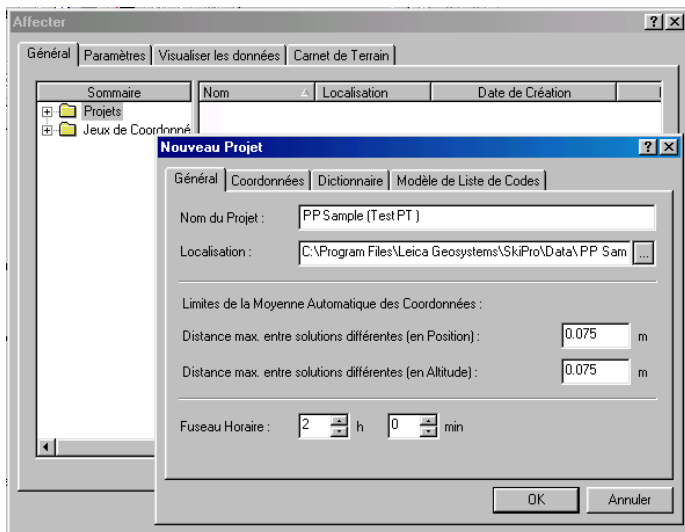 Affecter
Général Paramètres Visualiser les données Carnet de Terrain
Sommaire Nom Localisation Date de Création
Projets
Jeux de Coordonné
Nouveau Projet
Général Coordonnées Dictionnaire Modèle de Liste de Codes
Nom du Projet : PP Sample (Test PT )
Localisation : C:\Program Files\Leica Geosystems\SkiPro\Data\ PP Sam ...
Limites de la Moyenne Automatique des Coordonnées :
Distance max. entre solutions différentes (en Position) : 0.075 m
Distance max. entre solutions différentes (en Altitude) : 0.075 m
Fuseau Horaire : 2 h 0 min
OK Annuler